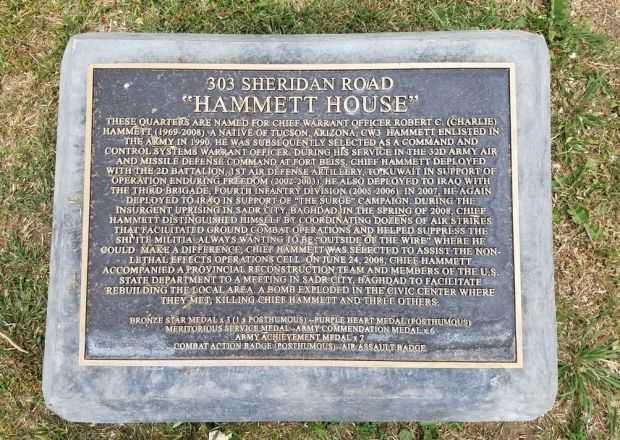 303 SHERIDAN ROAD
"HAMMETT HOUSE"
THESE QUARTERS ARE NAMED FOR CHIEF WARRANT OFFICER ROBERT C. (CHARLIE)
HAMMETT (1969-2008) A NATIVE OF TUCSON, ARIZONA, CW3 HAMMETT ENLISTED IN
THE ARMY IN 1990. HE WAS SUBSEQUENTLY SELECTED AS A COMMAND AND
CONTROL SYSTEMS WARRANT OFFICER. DURING HIS SERVICE IN THE 32D ARMY AIR
AND MISSILE DEFENSE COMMAND AT FORT BLISS, CHIEF HAMMETT DEPLOYED
WITH THE 2D BATTALION, 1ST AIR DEFENSE ARTILLERY, TO KUWAIT IN SUPPORT OF
OPERATION ENDURING FREEDOM (2002-2003). HE ALSO DEPLOYED TO IRAQ WITH
THE THIRD BRIGADE, FOURTH INFANTRY DIVISION (2005-2006) IN 2007, HE AGAIN
DEPLOYED TO IRAQ IN SUPPORT OF "THE SURGE" CAMPAIGN. DURING THE
INSURGENT UPRISING IN SADR CITY, BAGHDAD IN THE SPRING OF 2008, CHIEF
HAMMETT DISTINGUISHED HIMSELF BY COORDINATING DOZENS OF AIR STRIKES
THAT FACILITATED GROUND COMBAT OPERATIONS AND HELPED SUPPRESS THE
SHI'ITE MILITIA. ALWAYS WANTING TO BE "OUTSIDE OF THE WIRE" WHERE HE
COULD MAKE A DIFFERENCE, CHIEF HAMMETT WAS SELECTED TO ASSIST THE NON-
LETHAL EFFECTS OPERATIONS CELL. ON JUNE 24, 2008, CHIEF HAMMETT
ACCOMPANIED A PROVINCIAL RECONSTRUCTION TEAM AND MEMBERS OF THE U.S.
STATE DEPARTMENT TO A MEETING IN SADR CITY, BAGHDAD TO FACILITATE
REBUILDING THE LOCAL AREA. A BOMB EXPLODED IN THE CIVIC CENTER WHERE
THEY MET, KILLING CHIEF HAMMETT AND THREE OTHERS.
BRONZE STAR MEDAL x 3 (1 x POSTHUMOUS) – PURPLE HEART MEDAL (POSTHUMOUS)
MERITORIOUS SERVICE MEDAL – ARMY COMMENDATION MEDAL x 6
ARMY ACHIEVEMENT MEDAL x 7
COMBAT ACTION BADGE (POSTHUMOUS) – AIR ASSAULT BADGE